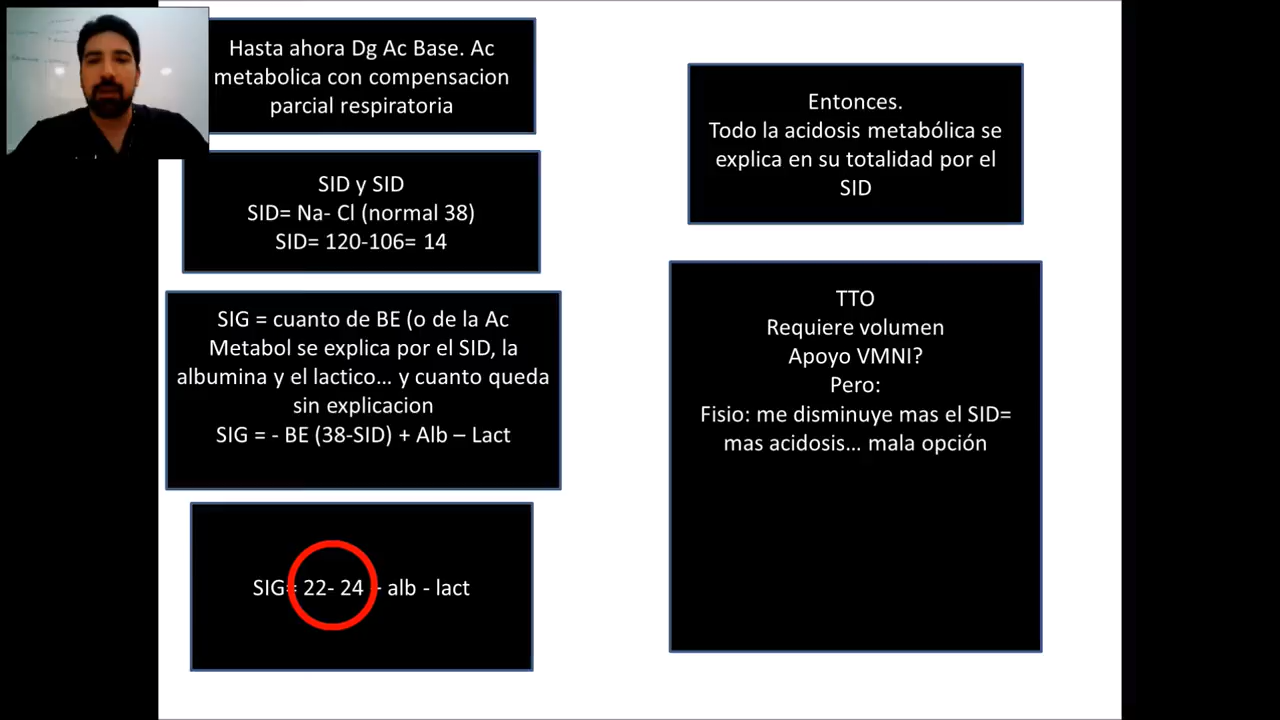 Hasta ahora Dg Ac Base. Ac
metabolica con compensacion
parcial respiratoria
SID y SID
SID= Na- Cl (normal 38)
SID= 120-106= 14
SIG = cuanto de BE (o de la Ac
Metabol se explica por el SID, la
albumina y el lactico… y cuanto queda
sin explicacion
SIG = - BE (38-SID) + Alb – Lact
SIG= 22- 24 - alb - lact
Entonces.
Todo la acidosis metabólica se
explica en su totalidad por el
SID
TTO
Requiere volumen
Apoyo VMNI?
Pero:
Fisio: me disminuye mas el SID=
mas acidosis… mala opción